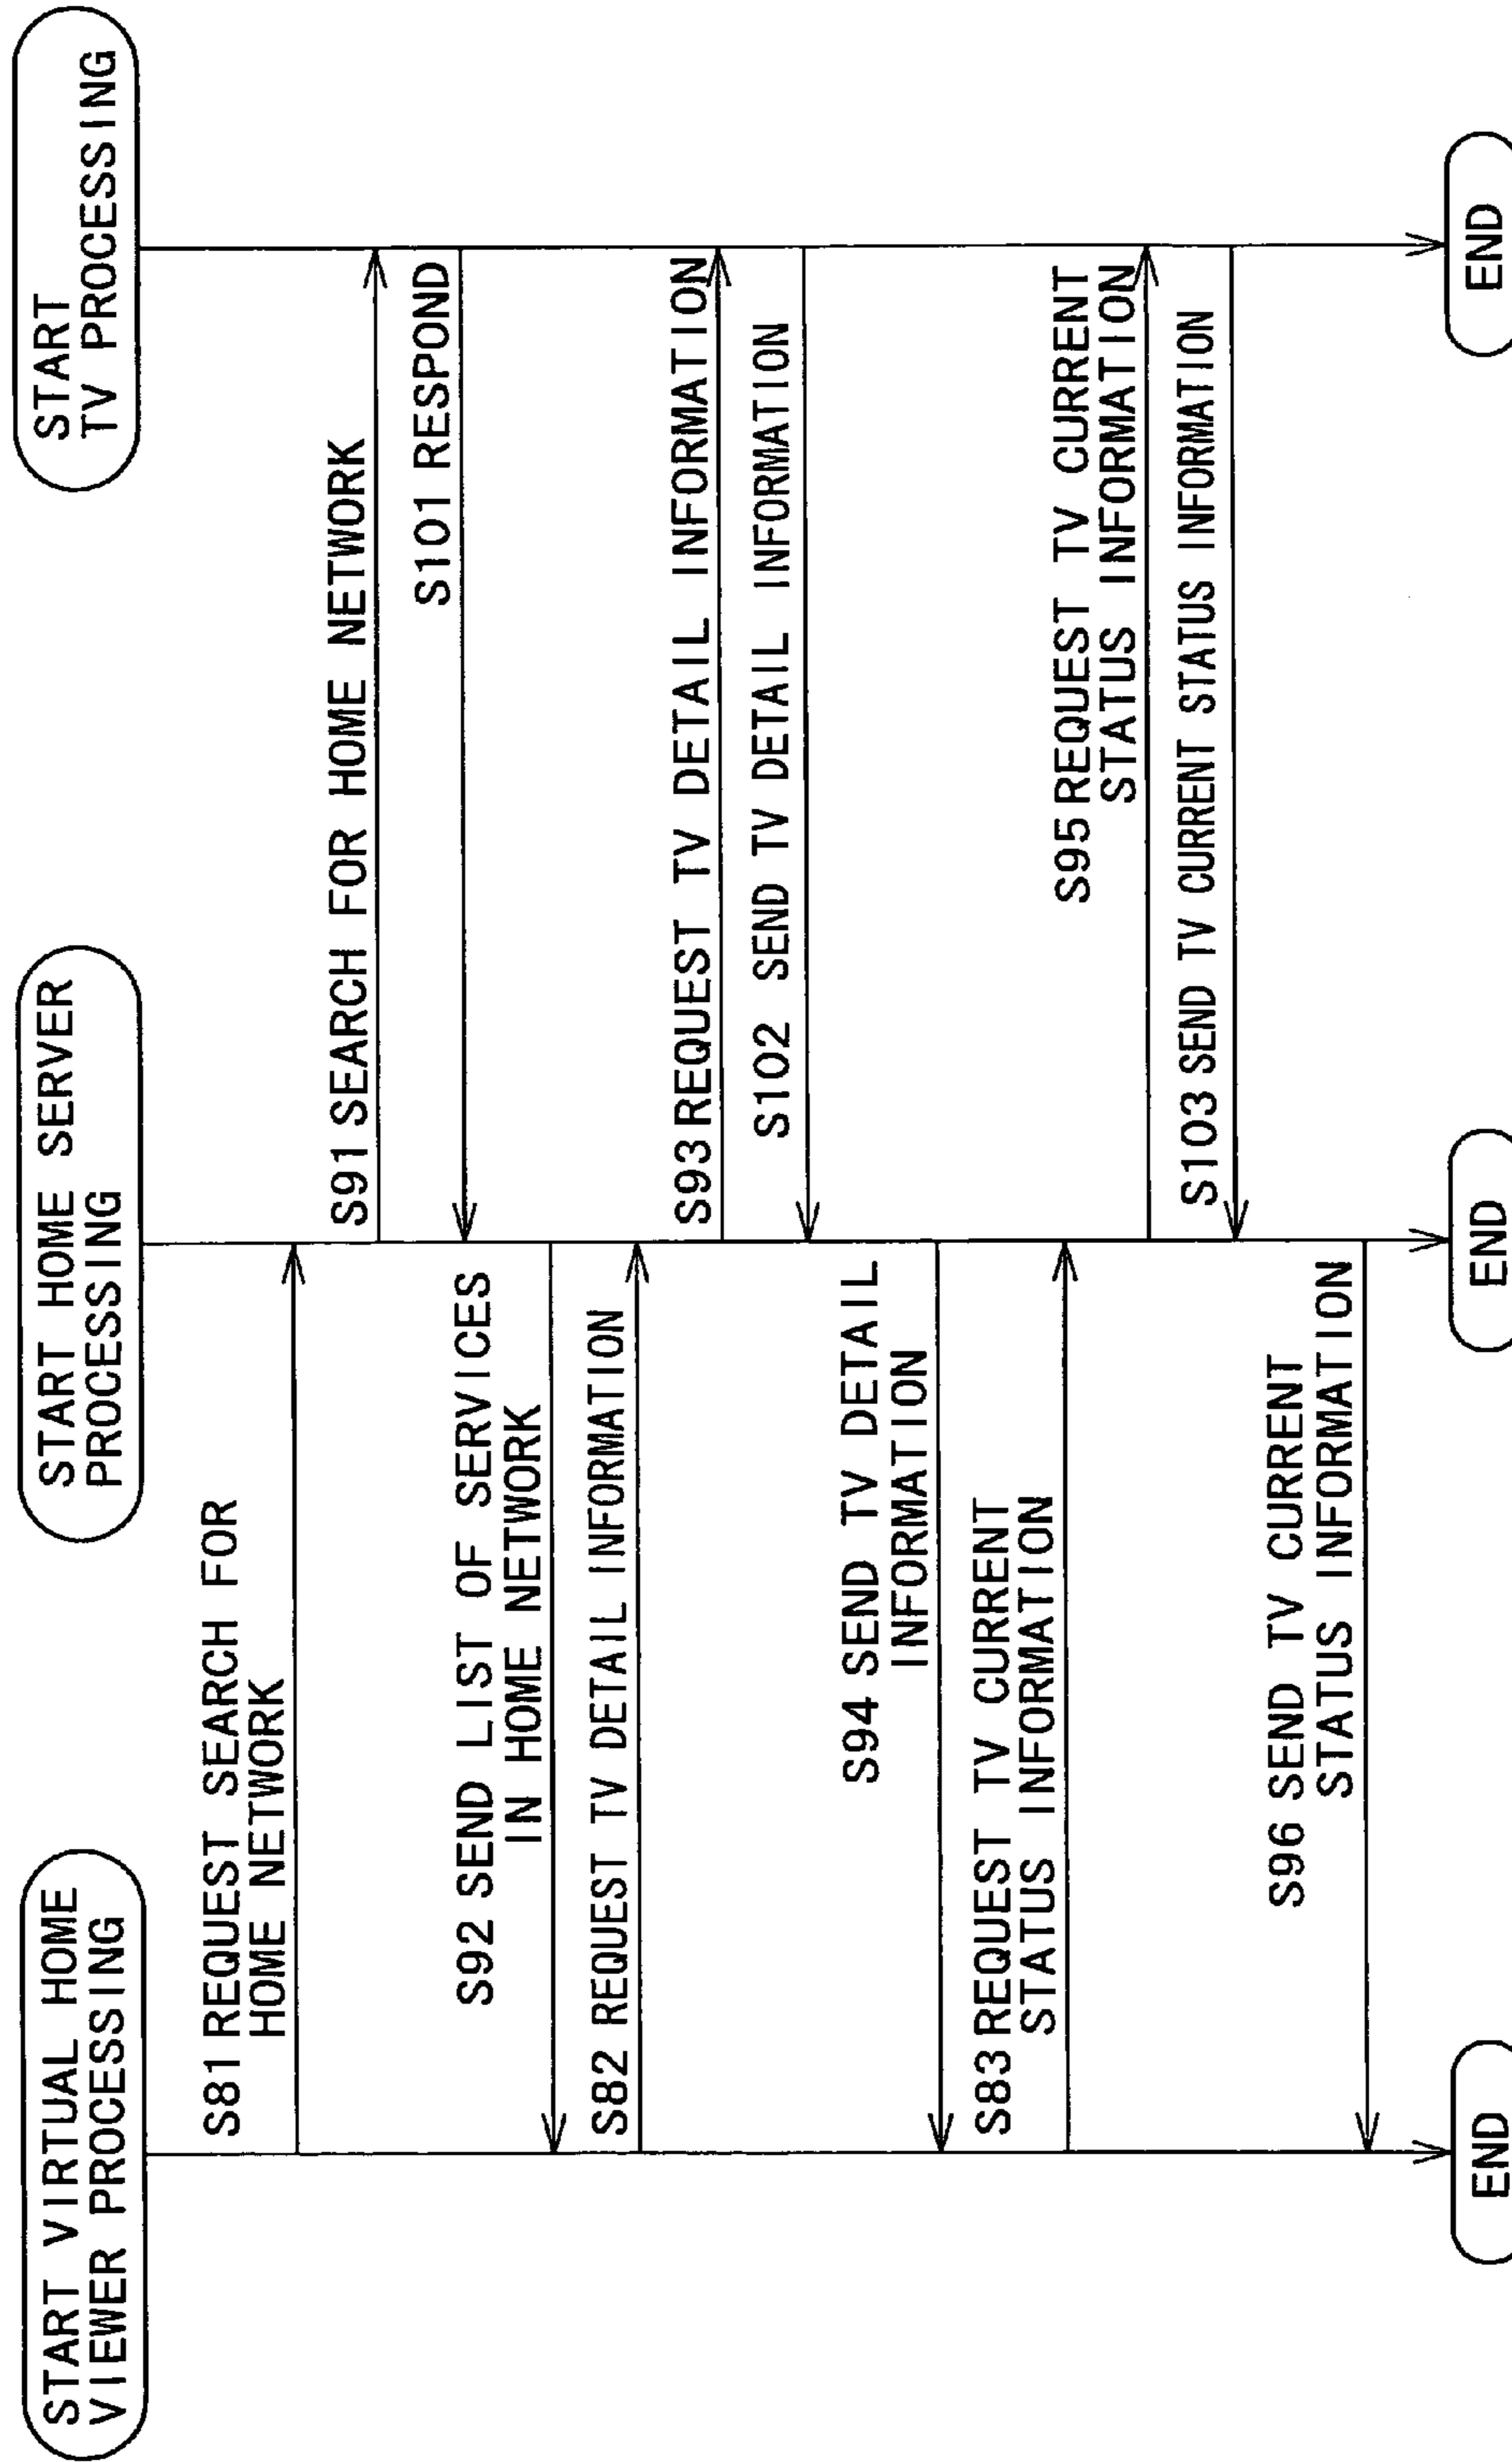 START VIRTUAL HOME
VIEWER PROCESSING
START HOME SERVER
PROCESSING
START
TV PROCESSING
S81 REQUEST SEARCH FOR
HOME NETWORK
S91 SEARCH FOR HOME NETWORK
S101 RESPOND
S92 SEND LIST OF SERVICES
IN HOME NETWORK
S82 REQUEST TV DETAIL INFORMATION
S93 REQUEST TV DETAIL INFORMATION
S102 SEND TV DETAIL INFORMATION
S94 SEND TV DETAIL
INFORMATION
S83 REQUEST TV CURRENT
STATUS INFORMATION
S95 REQUEST TV CURRENT
STATUS INFORMATION
S103 SEND TV CURRENT STATUS INFORMATION
S96 SEND TV CURRENT
STATUS INFORMATION
END
END
END